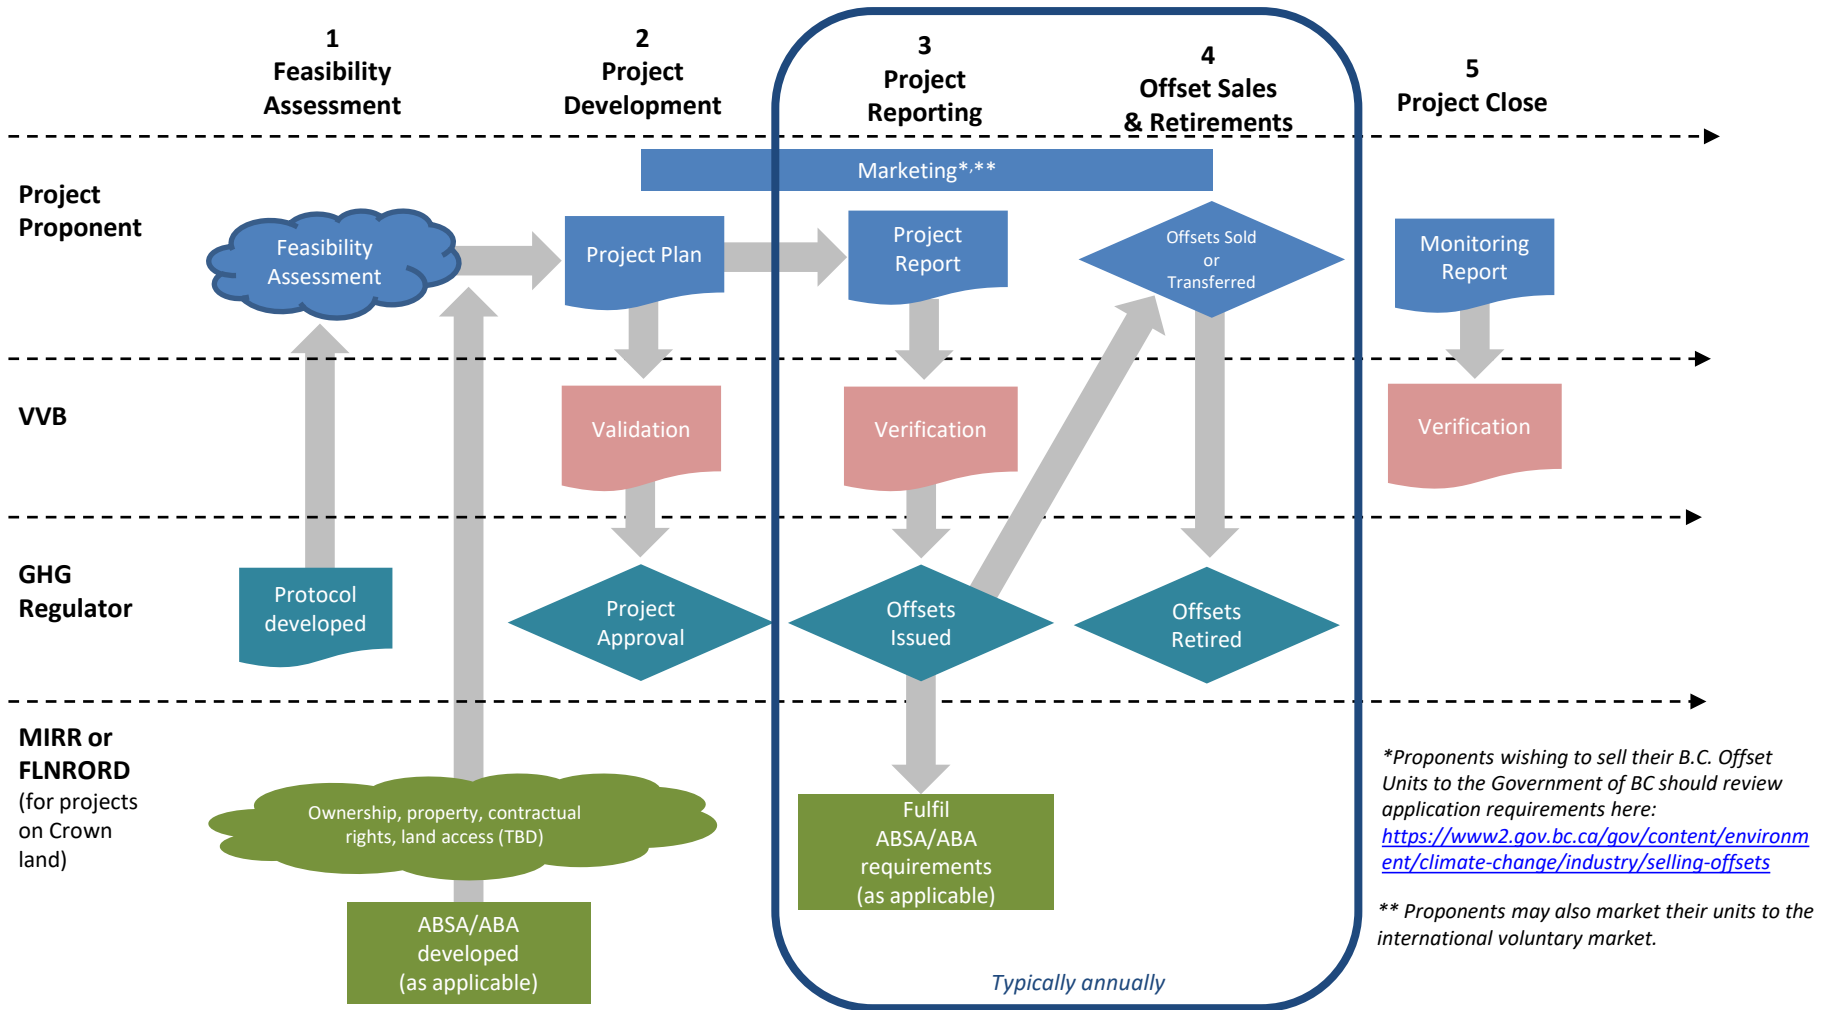 1
Feasibility
Assessment
2
Project
Development
3
Project
Reporting
4
Offset Sales
& Retirements
5
Project Close
Project
Proponent
Marketing*,**
Feasibility
Assessment
Project Plan
Project
Report
Offsets Sold
or
Transferred
Monitoring
Report
VVB
Validation
Verification
Verification
GHG
Regulator
Protocol
developed
Project
Approval
Offsets
Issued
Offsets
Retired
MIRR or
FLNRORD
(for projects
on Crown
land)
Ownership, property, contractual
rights, land access (TBD)
ABSA/ABA
developed
(as applicable)
Fulfil
ABSA/ABA
requirements
(as applicable)
Typically annually
*Proponents wishing to sell their B.C. Offset
Units to the Government of BC should review
application requirements here:
https://www2.gov.bc.ca/gov/content/environm
ent/climate-change/industry/selling-offsets
** Proponents may also market their units to the
international voluntary market.